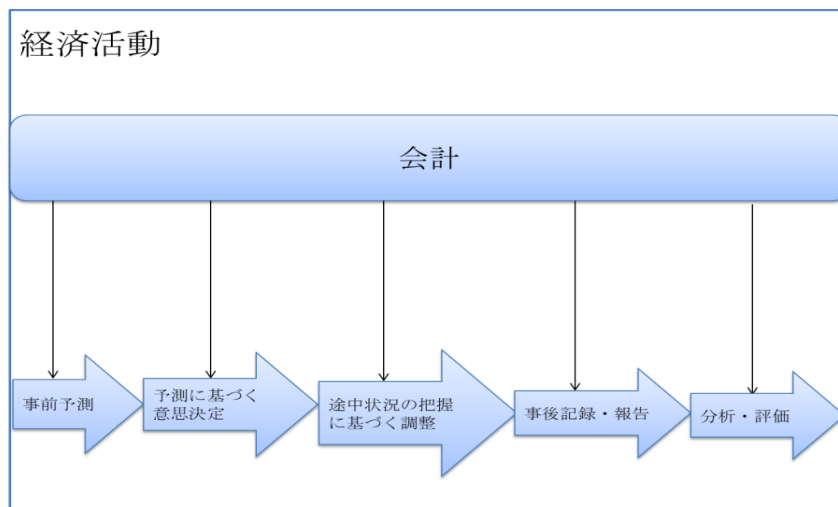 経済活動
会計
事前予測
予測に基づく
意思決定
途中状況の把握
に基づく調整
事後記録・報告
分析・評価